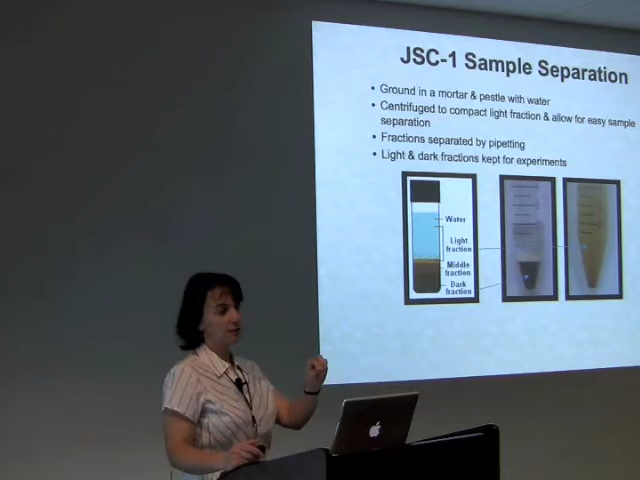 JSC-1 Sample Separation
• Ground in a mortar & pestle with water
• Centrifuged to compact light fraction & allow for easy sample
separation
• Fractions separated by pipetting
• Light & dark fractions kept for experiments
Water
Light
fraction
Middle
fraction
Dark
fraction